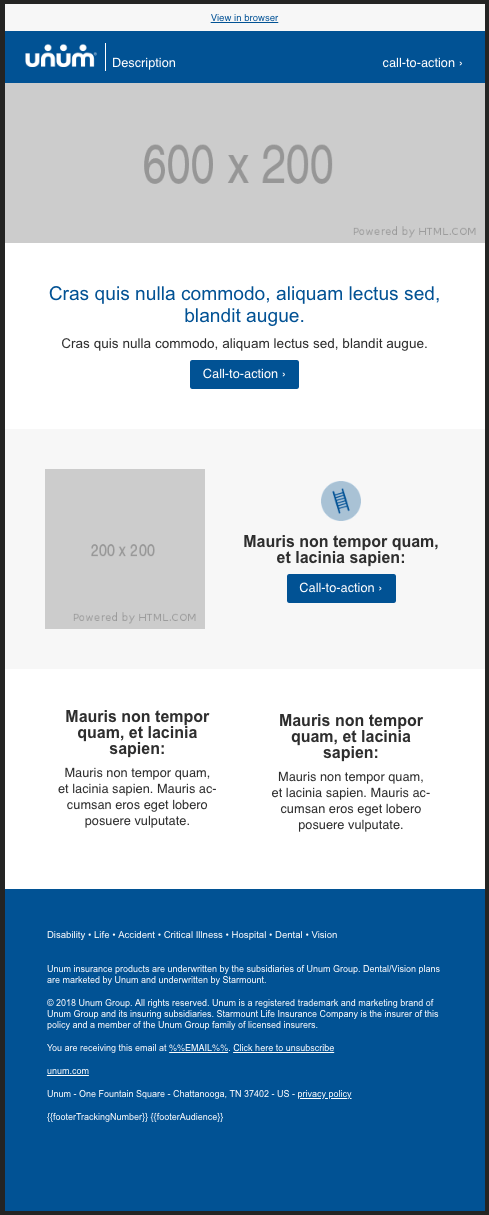 View in browser
unum
Description
call-to-action ›
600 x 200
Powered by HTML.COM
Cras quis nulla commodo, aliquam lectus sed,
blandit augue.
Cras quis nulla commodo, aliquam lectus sed, blandit augue.
Call-to-action ›
200 x 200
Powered by HTML.COM
Mauris non tempor quam,
et lacinia sapien:
Call-to-action ›
Mauris non tempor
quam, et lacinia
sapien:
Mauris non tempor quam,
et lacinia sapien. Mauris ac-
cumsan eros eget lobero
posuere vulputate.
Mauris non tempor
quam, et lacinia
sapien:
Mauris non tempor quam,
et lacinia sapien. Mauris ac-
cumsan eros eget lobero
posuere vulputate.
Disability • Life • Accident • Critical Illness • Hospital • Dental • Vision
Unum insurance products are underwritten by the subsidiaries of Unum Group. Dental/Vision plans
are marketed by Unum and underwritten by Starmount.
© 2018 Unum Group. All rights reserved. Unum is a registered trademark and marketing brand of
Unum Group and its insuring subsidiaries. Starmount Life Insurance Company is the insurer of this
policy and a member of the Unum Group family of licensed insurers.
You are receiving this email at %%EMAIL%%. Click here to unsubscribe
unum.com
Unum - One Fountain Square - Chattanooga, TN 37402 - US - privacy policy
{{footerTrackingNumber}} {{footerAudience}}